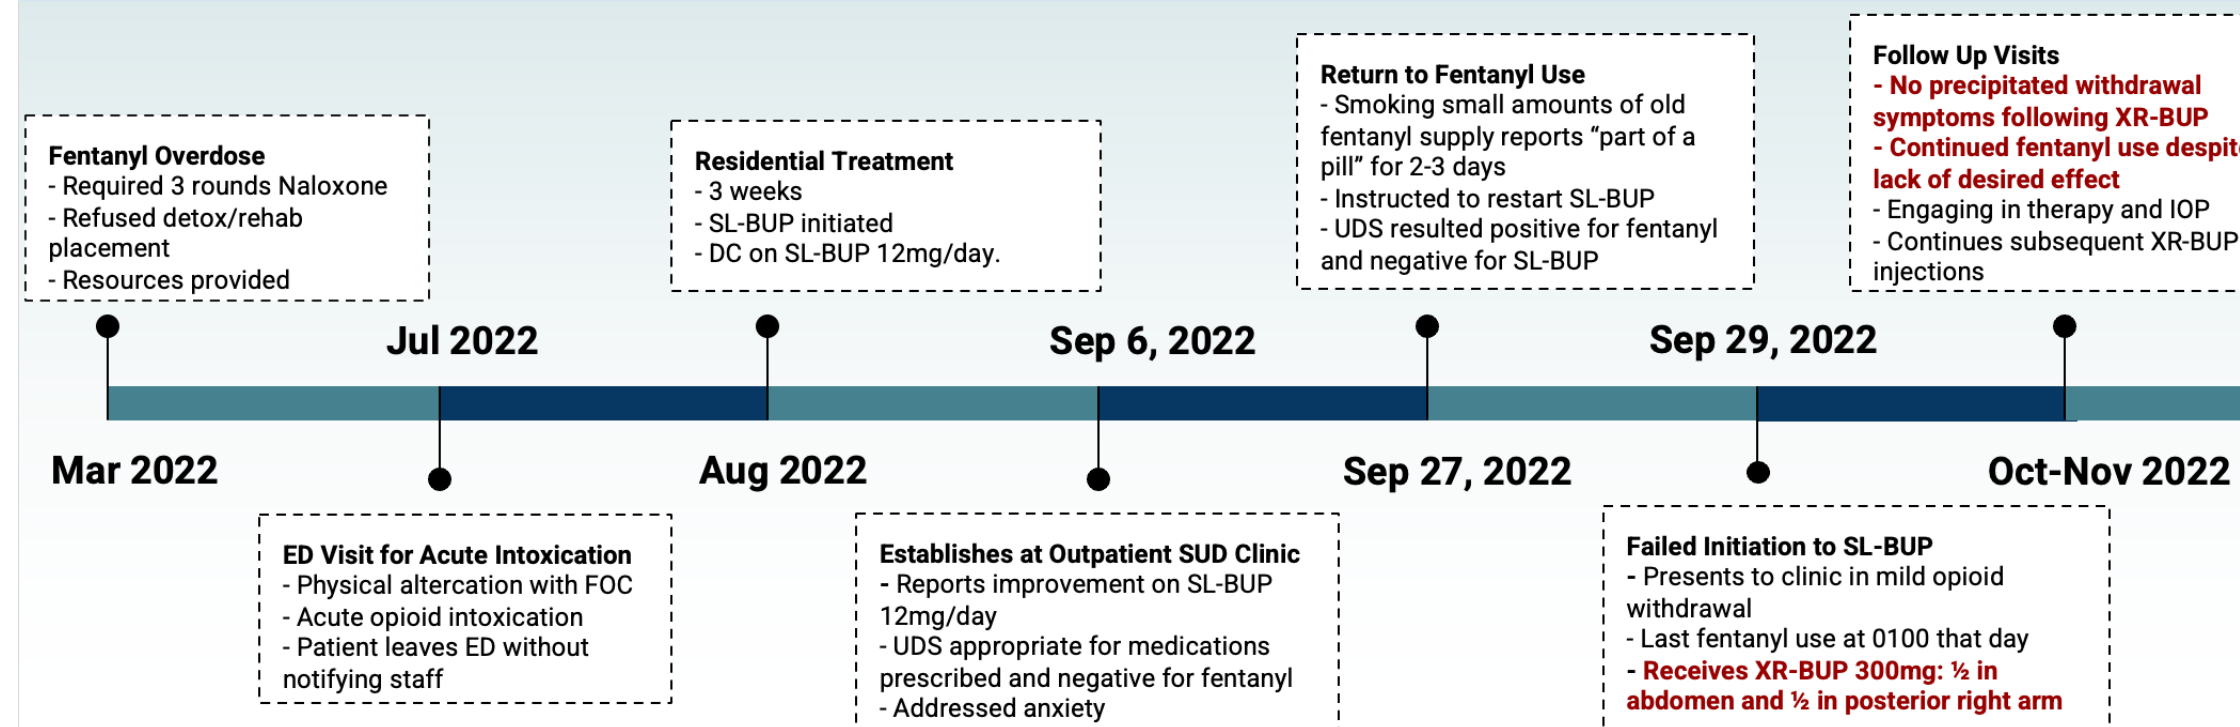 Fentanyl Overdose
- Required 3 rounds Naloxone
- Refused detox/rehab
placement
- Resources provided
Mar 2022
Jul 2022
ED Visit for Acute Intoxication
- Physical altercation with FOC
- Acute opioid intoxication
- Patient leaves ED without
notifying staff
Residential Treatment
- 3 weeks
- SL-BUP initiated
- DC on SL-BUP 12mg/day.
Aug 2022
Sep 6, 2022
Establishes at Outpatient SUD Clinic
- Reports improvement on SL-BUP
12mg/day
- UDS appropriate for medications
prescribed and negative for fentanyl
- Addressed anxiety
Return to Fentanyl Use
- Smoking small amounts of old
fentanyl supply reports “part of a
pill” for 2-3 days
- Instructed to restart SL-BUP
- UDS resulted positive for fentanyl
and negative for SL-BUP
Sep 27, 2022
Sep 29, 2022
Failed Initiation to SL-BUP
- Presents to clinic in mild opioid
withdrawal
- Last fentanyl use at 0100 that day
- Receives XR-BUP 300mg: ½ in
abdomen and ½ in posterior right arm
Follow Up Visits
- No precipitated withdrawal
symptoms following XR-BUP
- Continued fentanyl use despite
lack of desired effect
- Engaging in therapy and IOP
- Continues subsequent XR-BUP
injections
Oct-Nov 2022